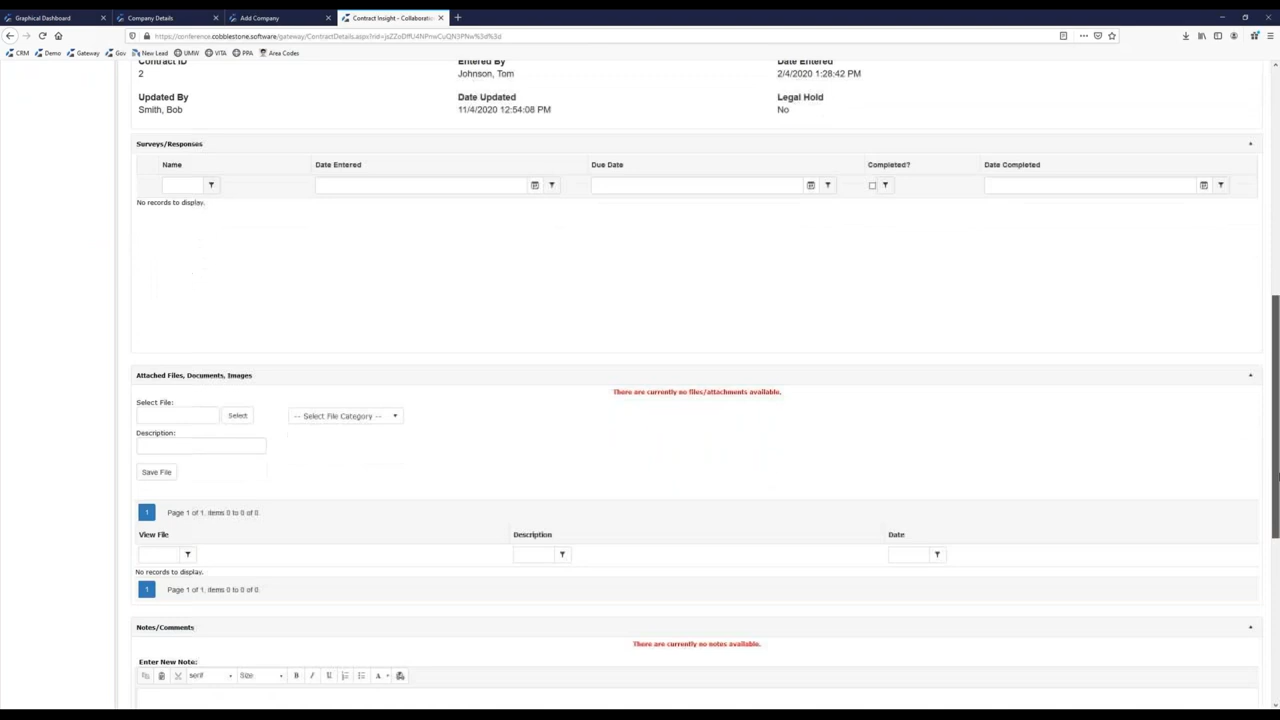 Graphical Dashboard
Company Details
Add Company
Contract Insight - Collaboratio
https://conference.cobblestone.software/gateway/ContractDetails.aspx?rid=jsZZoDffU4NPnwCuQN3PNw%3d%3d
CRM Demo Gateway Gov New Lead UMW VITA PPA Area Codes
Contract ID Entered By Date Entered
2 Johnson, Tom 2/4/2020 1:28:42 PM
Updated By Date Updated Legal Hold
Smith, Bob 11/4/2020 12:54:08 PM No
Surveys/Responses
Name Date Entered Due Date Completed? Date Completed
No records to display.
Attached Files, Documents, Images
There are currently no files/attachments available.
Select File:
Select -- Select File Category --
Description:
Save File
1 Page 1 of 1, items 0 to 0 of 0.
View File Description Date
No records to display.
1 Page 1 of 1, items 0 to 0 of 0.
Notes/Comments
There are currently no notes available.
Enter New Note:
serif Size B I U A